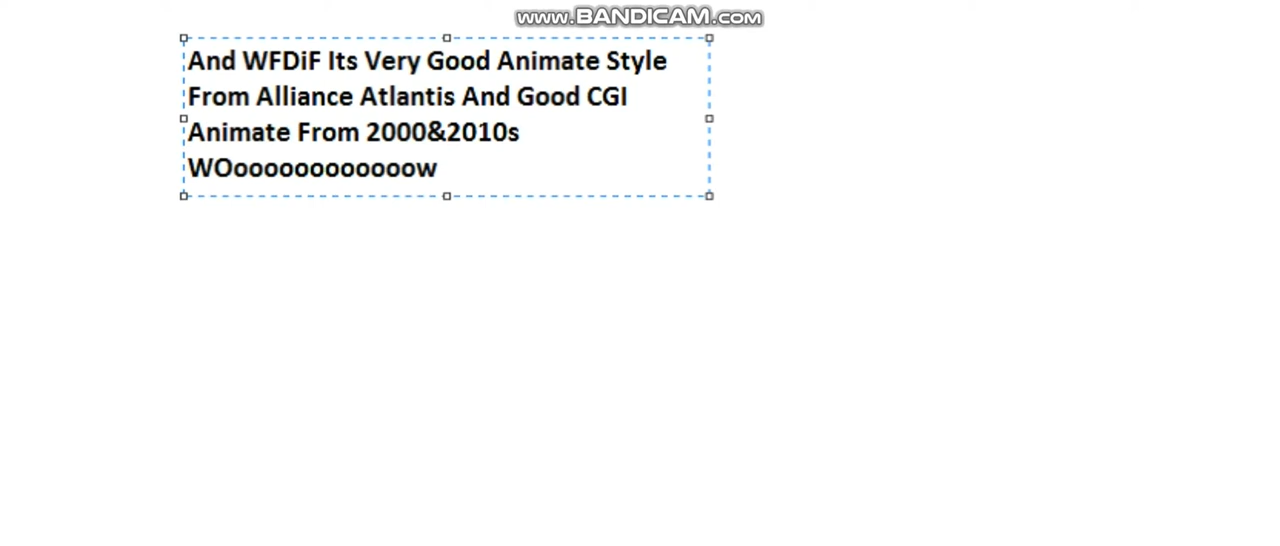 www.BANDICAM.com
And WFDiF Its Very Good Animate Style
From Alliance Atlantis And Good CGI
Animate From 2000&2010s
WOoooooooooooow